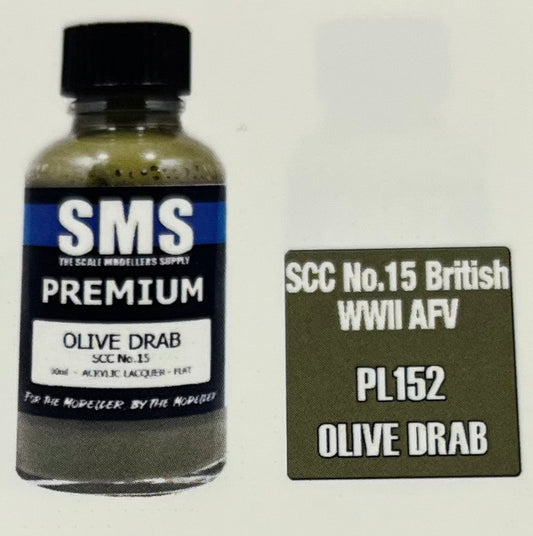 SMS
THE SCALE MODELLERS SUPPLY
PREMIUM
OLIVE DRAB
SCC No.15
30ml - ACRYLIC LACQUER - FLAT
FOR THE MODELLER, BY THE MODELLER
SCC No.15 British
WWII AFV
PL152
OLIVE DRAB